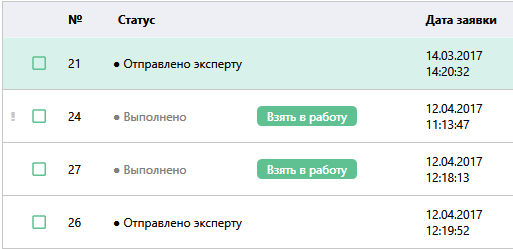 № Статус Дата заявки
21 ● Отправлено эксперту 14.03.2017
14:20:32
! 24 ● Выполнено Взять в работу 12.04.2017
11:13:47
27 ● Выполнено Взять в работу 12.04.2017
12:18:13
26 ● Отправлено эксперту 12.04.2017
12:19:52